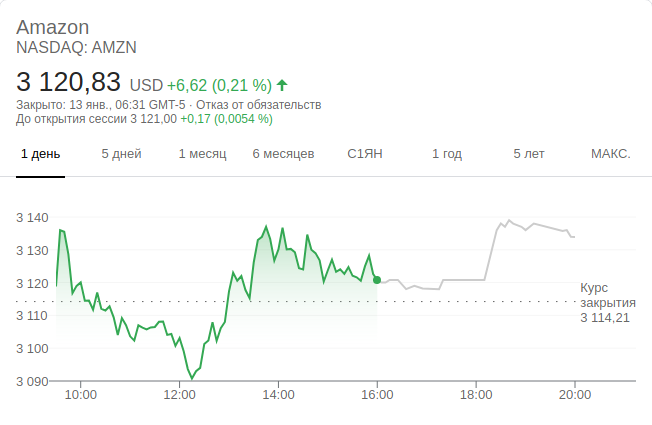 Amazon
NASDAQ: AMZN
3 120,83 USD +6,62 (0,21 %)
Закрыто: 13 янв., 06:31 GMT-5 · Отказ от обязательств
До открытия сессии 3 121,00 +0,17 (0,0054 %)
1 день 5 дней 1 месяц 6 месяцев С1ЯН 1 год 5 лет МАКС.
3 140
3 130
3 120
3 110
3 100
3 090
Курс
закрытия
3 114,21
10:00 12:00 14:00 16:00 18:00 20:00